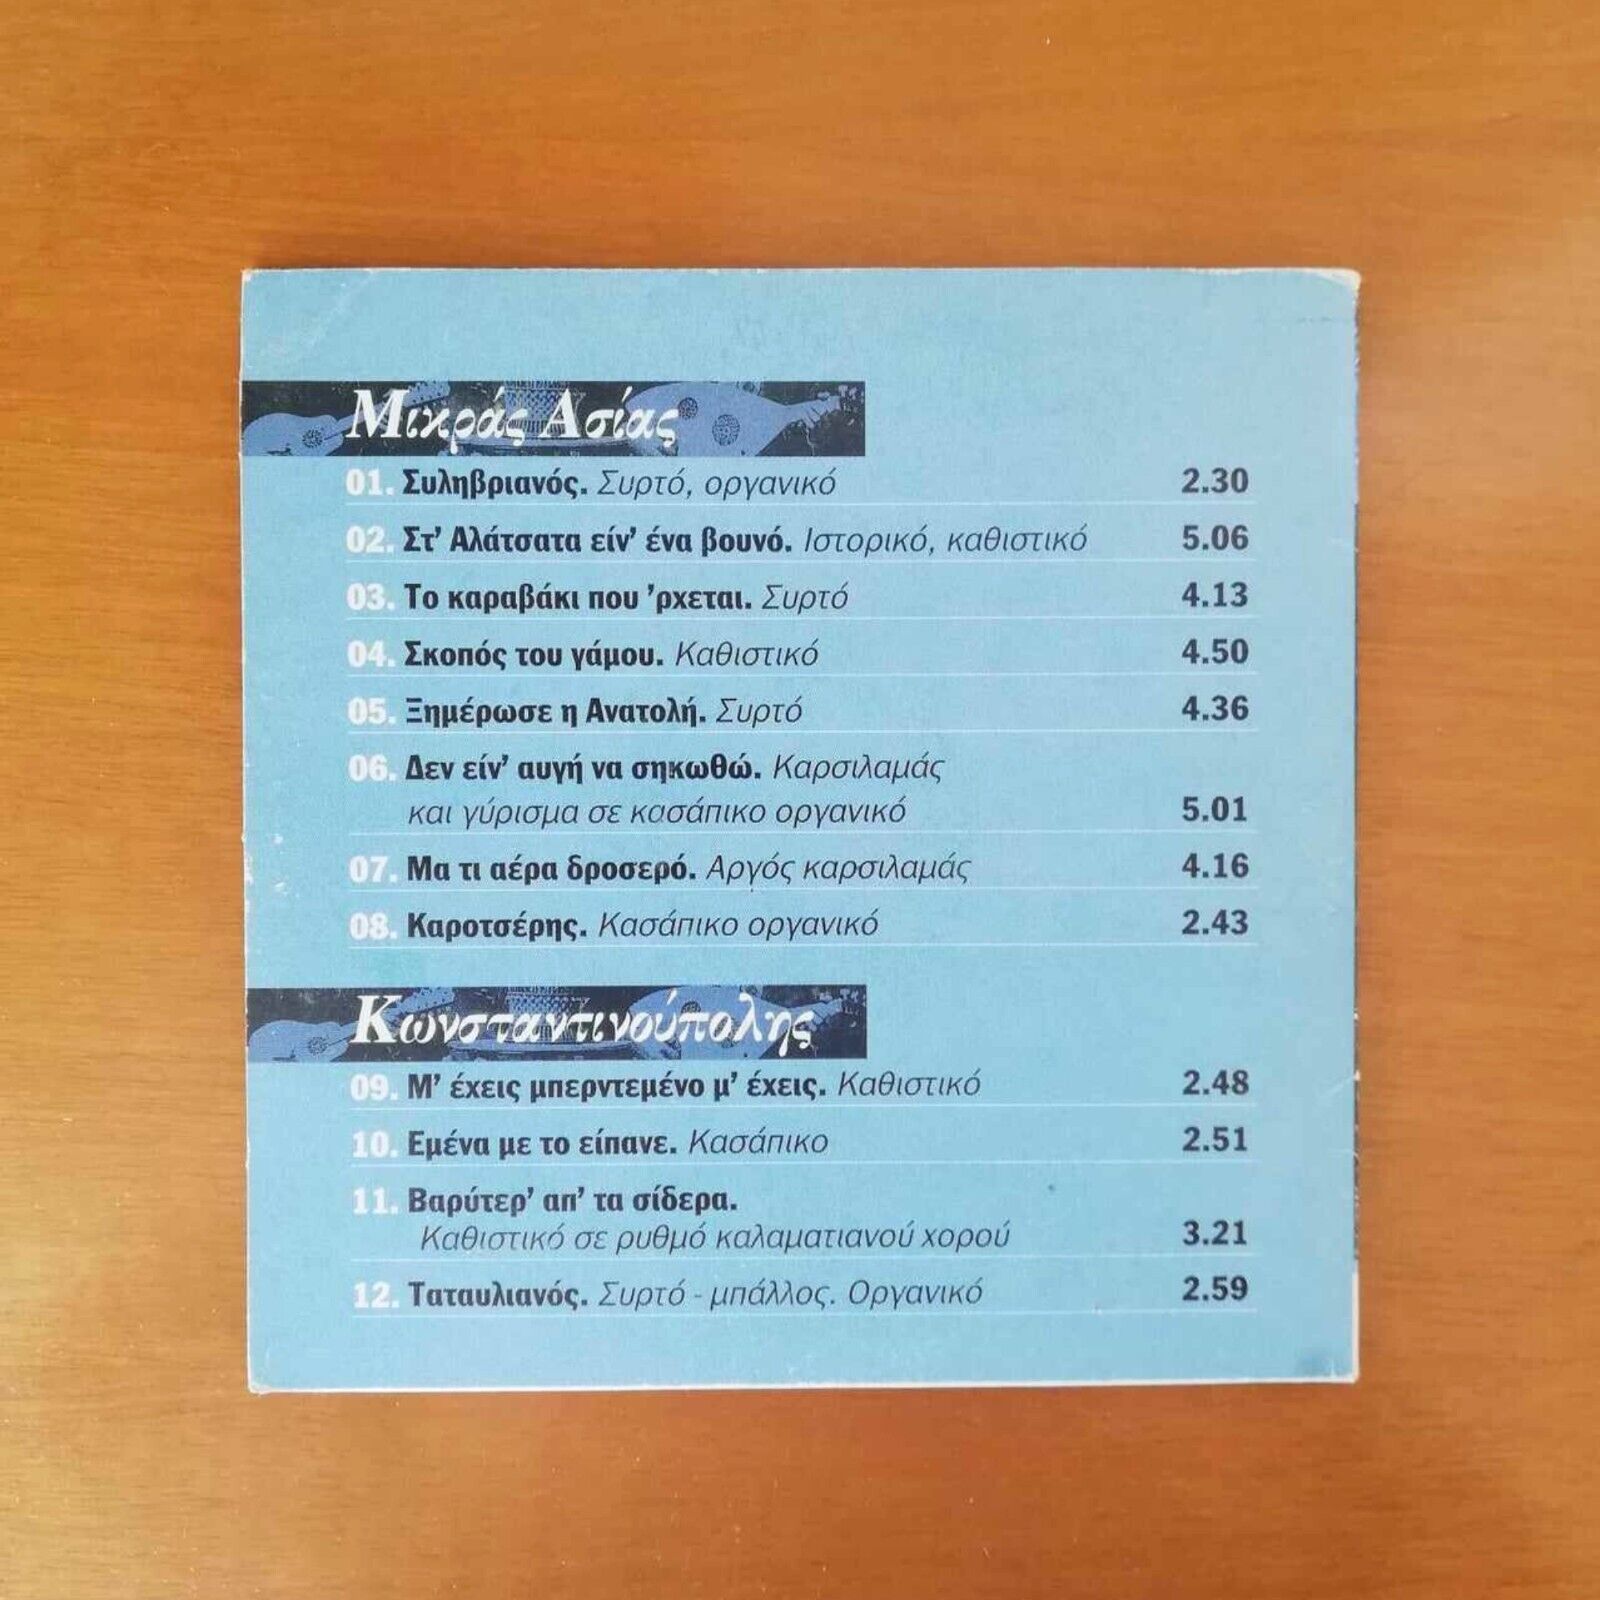 Μικράς Ασίας
01. Συληβριανός. Συρτό, οργανικό 2.30
02. Στ' Αλάτσατα είν' ένα βουνό. Ιστορικό, καθιστικό 5.06
03. Το καραβάκι που 'ρχεται. Συρτό 4.13
04. Σκοπός του γάμου. Καθιστικό 4.50
05. Ξημέρωσε η Ανατολή. Συρτό 4.36
06. Δεν είν' αυγή να σηκωθώ. Καρσιλαμάς
και γύρισμα σε κασάπικο οργανικό 5.01
07. Μα τι αέρα δροσερό. Αργός καρσιλαμάς 4.16
08. Καροτσέρης. Κασάπικο οργανικό 2.43
Κωνσταντινούπολης
09. Μ' έχεις μπερντεμένο μ' έχεις. Καθιστικό 2.48
10. Εμένα με το είπανε. Κασάπικο 2.51
11. Βαρύτερ' απ' τα σίδερα.
Καθιστικό σε ρυθμό καλαματιανού χορού 3.21
12. Ταταυλιανός. Συρτό - μπάλλος. Οργανικό 2.59